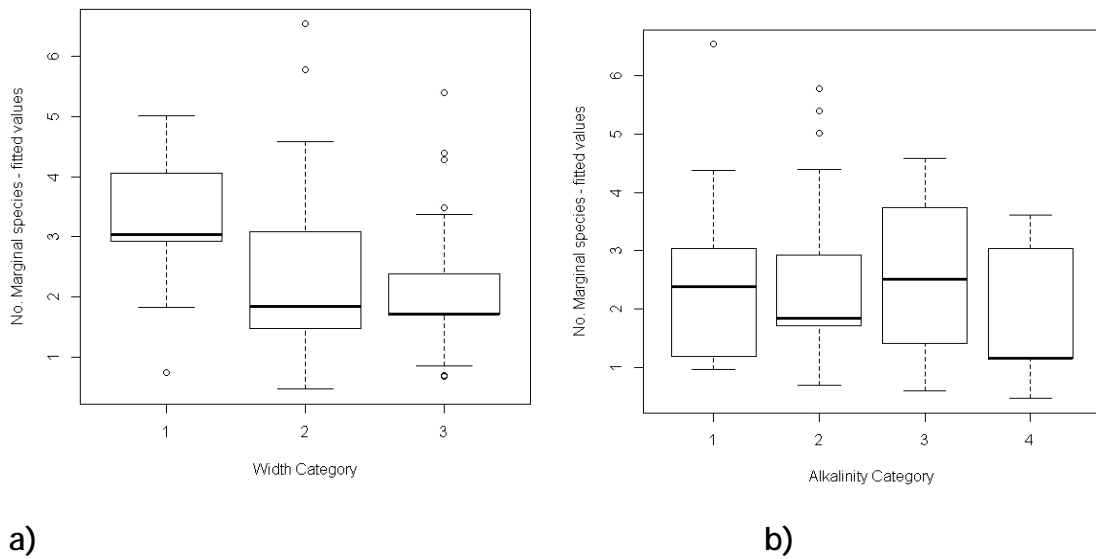 No. Marginal species - fitted values
6
5
4
3
2
1
1 2 3
Width Category
No. Marginal species - fitted values
6
5
4
3
2
1
1 2 3 4
Alkalinity Category
a) b)